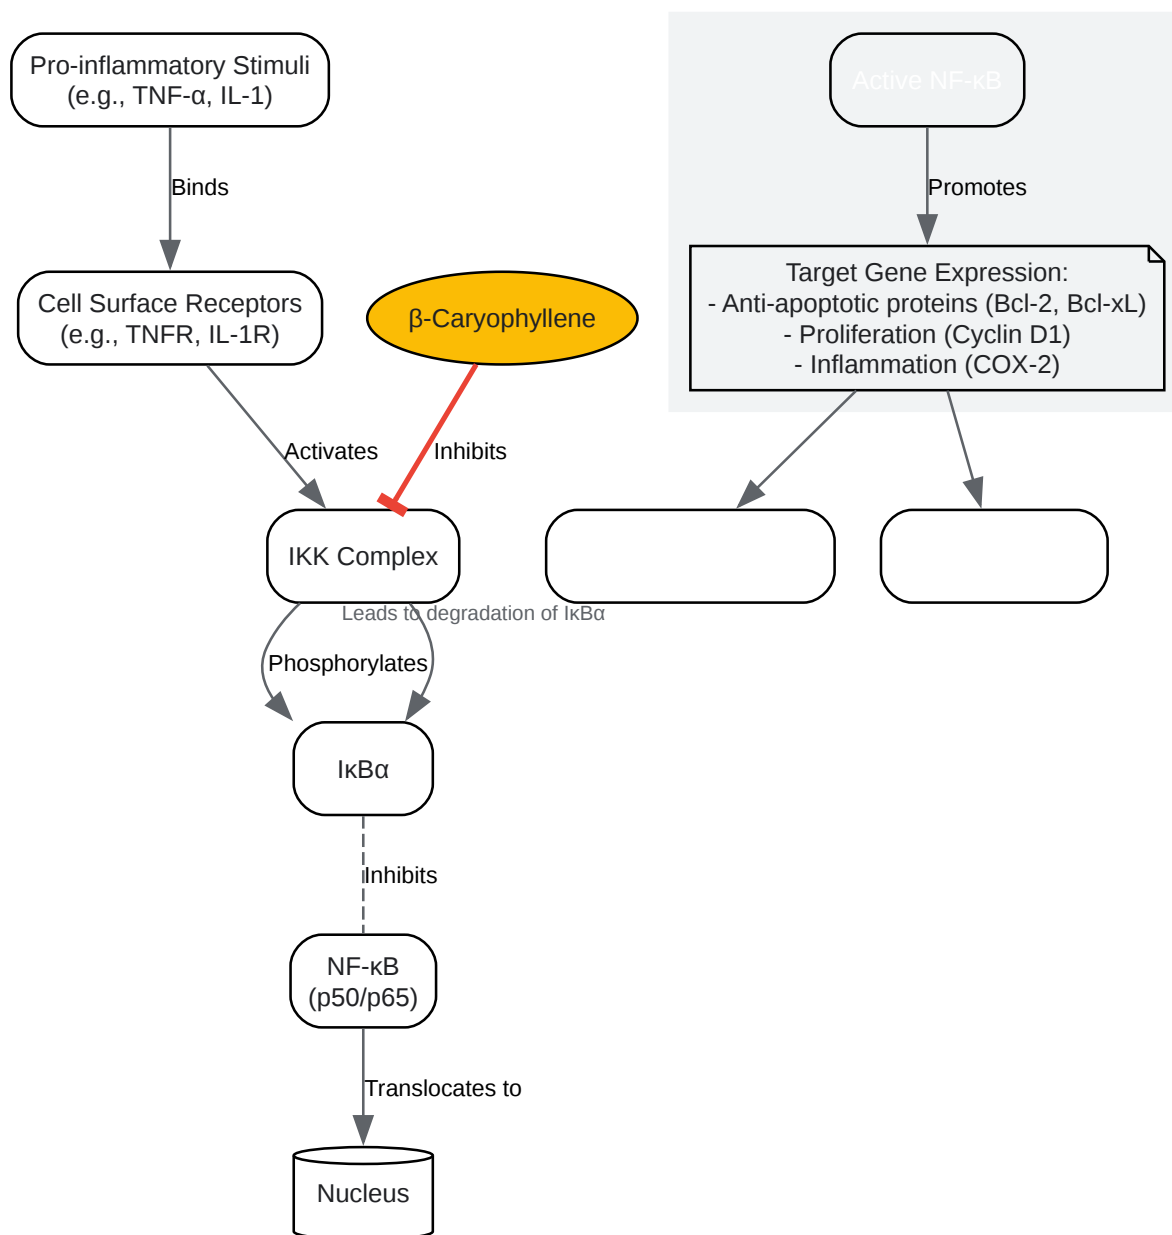 Pro-inflammatory Stimuli
(e.g., TNF-α, IL-1)
Active NF-κB
Binds
Promotes
Cell Surface Receptors
(e.g., TNFR, IL-1R)
β-Caryophyllene
Target Gene Expression:
- Anti-apoptotic proteins (Bcl-2, Bcl-xL)
- Proliferation (Cyclin D1)
- Inflammation (COX-2)
Activates
Inhibits
IKK Complex
Leads to degradation of IκBα
Phosphorylates
IκBα
Inhibits
NF-κB
(p50/p65)
Translocates to
Nucleus